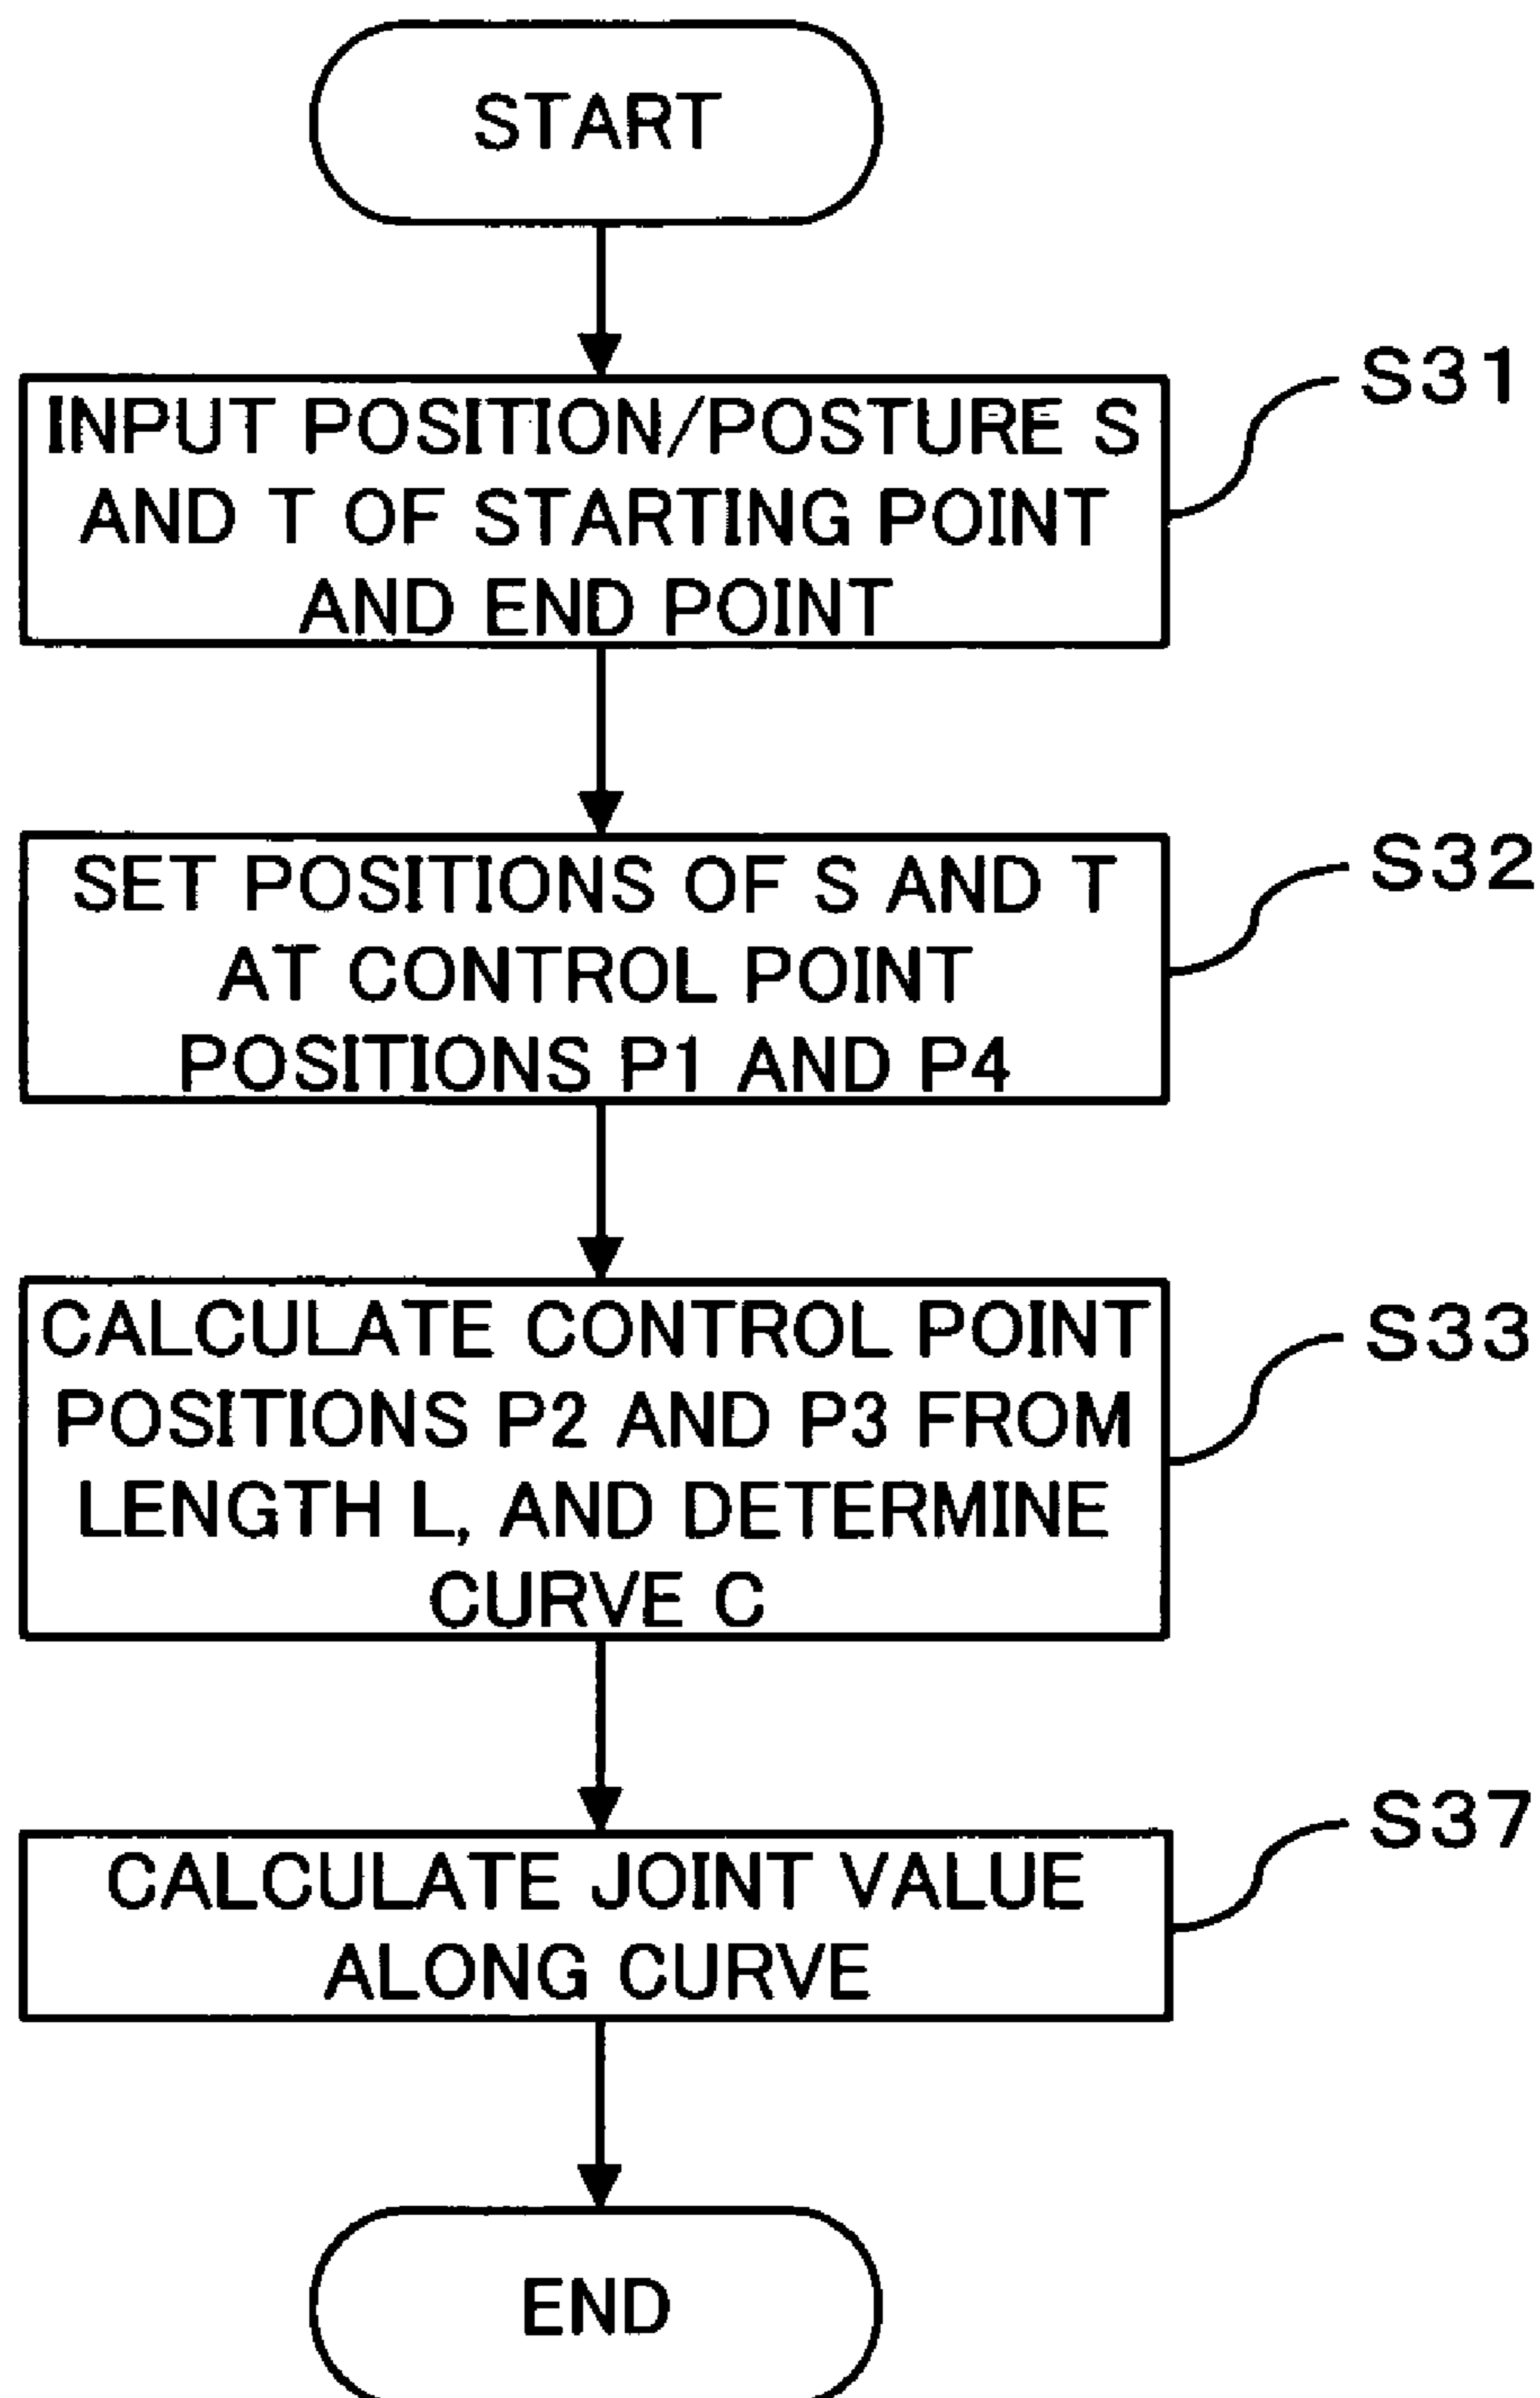 START
S31
INPUT POSITION/POSTURE S
AND T OF STARTING POINT
AND END POINT
S32
SET POSITIONS OF S AND T
AT CONTROL POINT
POSITIONS P1 AND P4
S33
CALCULATE CONTROL POINT
POSITIONS P2 AND P3 FROM
LENGTH L, AND DETERMINE
CURVE C
S37
CALCULATE JOINT VALUE
ALONG CURVE
END